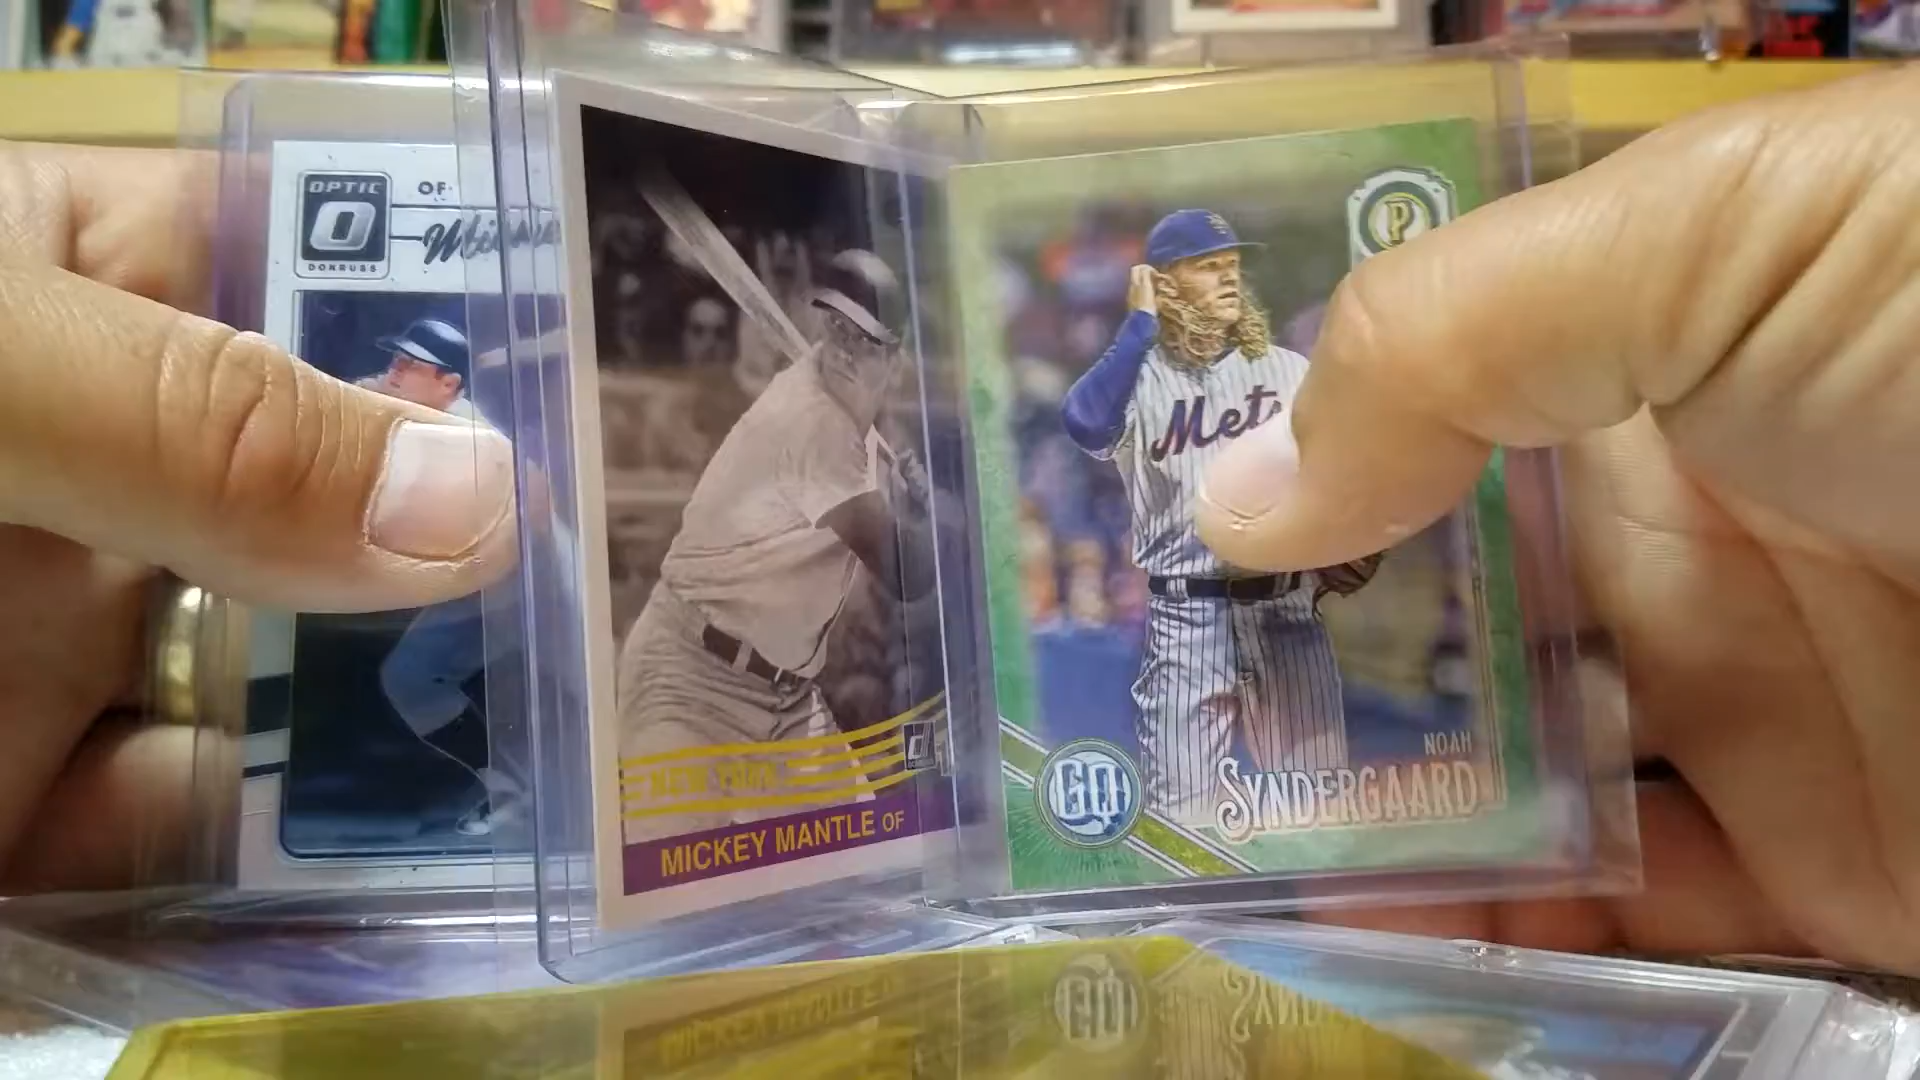 OPTIC
O
DONRUSS
OF
NEW YORK
MICKEY MANTLE OF
P
Mets
GQ
NOAH
SYNDERGAARD